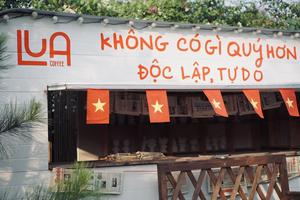 LUA
COFFEE
KHÔNG CÓ GÌ QUÝ HƠN
ĐỘC LẬP, TỰ DO